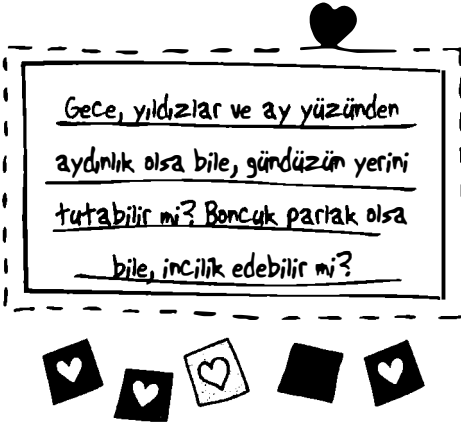 Gece, yıldızlar ve ay yüzünden
aydınlık olsa bile, gündüzün yerini
tutabilir mi? Boncuk parlak olsa
bile, incilik edebilir mi?